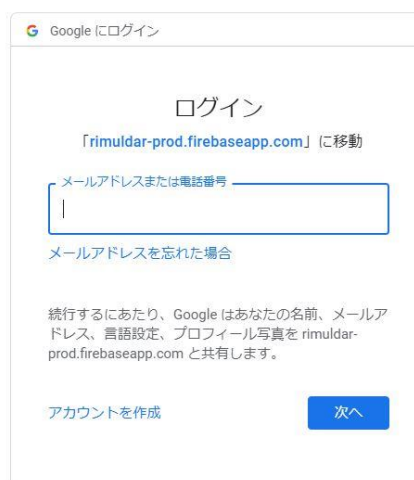 Google にログイン
ログイン
「rimuldar-prod.firebaseapp.com」に移動
メールアドレスまたは電話番号
メールアドレスを忘れた場合
続行するにあたり、Google はあなたの名前、メールア
ドレス、言語設定、プロフィール写真を rimuldar-
prod.firebaseapp.com と共有します。
アカウントを作成
次へ